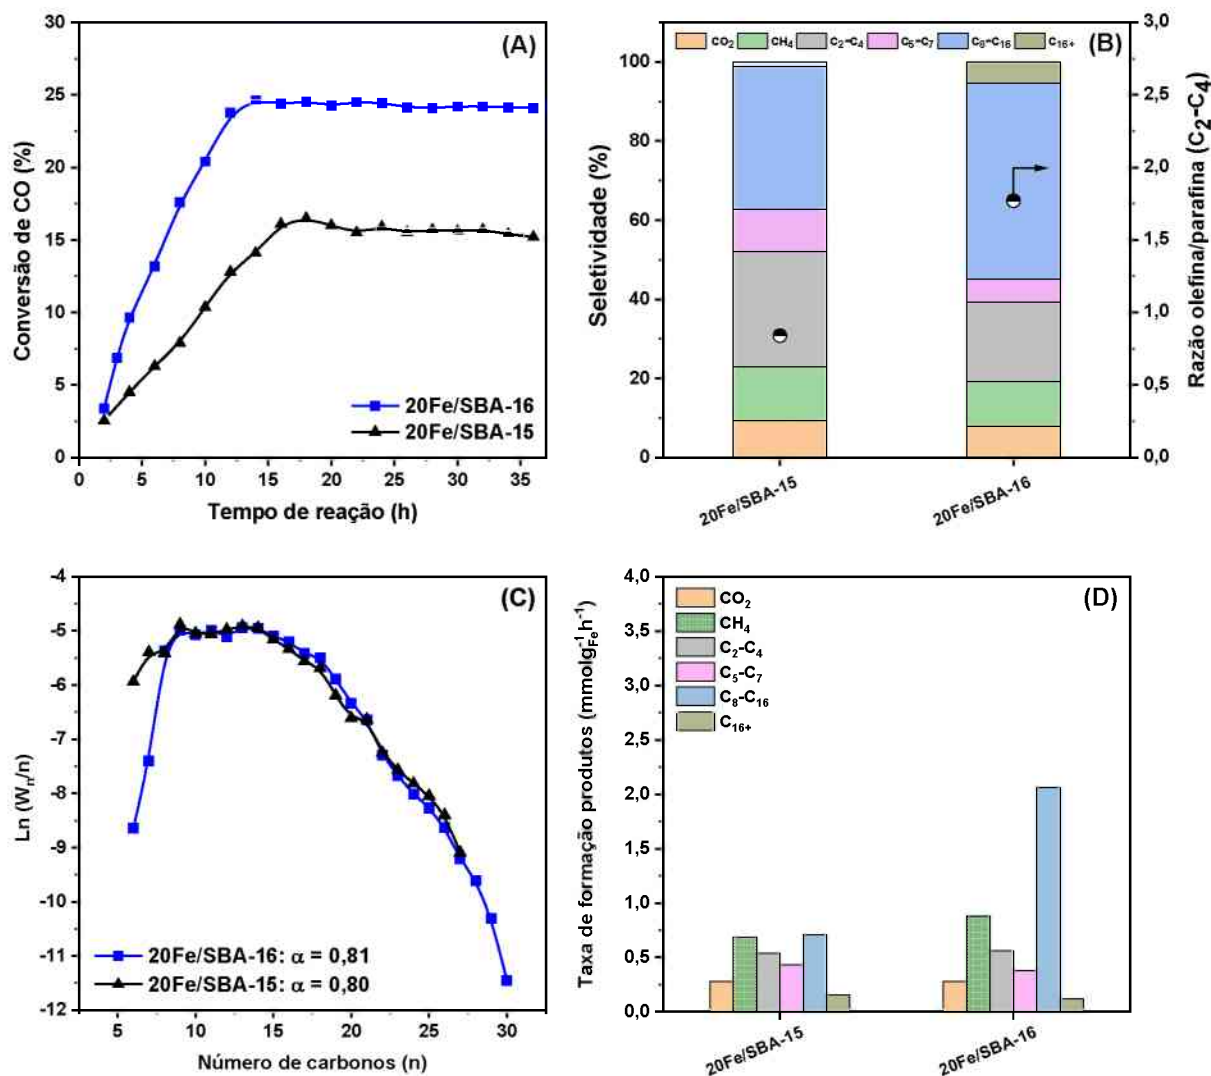 (A)
Conversão de CO (%)
30
25
20
15
10
5
0
20Fe/SBA-16
20Fe/SBA-15
0 5 10 15 20 25 30 35
Tempo de reação (h)
(B)
CO₂ CH₄ C₂-C₄ C₅-C₇ C₈-C₁₆ C₁₆₊
Seletividade (%)
100
80
60
40
20
0
3,0
2,5
2,0
1,5
1,0
0,5
0,0
Razão olefina/parafina (C₂-C₄)
20Fe/SBA-15
20Fe/SBA-16
(C)
Ln (Wₙ/n)
-4
-5
-6
-7
-8
-9
-10
-11
-12
20Fe/SBA-16: α = 0,81
20Fe/SBA-15: α = 0,80
5 10 15 20 25 30
Número de carbonos (n)
(D)
Taxa de formação produtos (mmolg⁻¹Feh⁻¹)
4,0
3,5
3,0
2,5
2,0
1,5
1,0
0,5
0,0
CO₂
CH₄
C₂-C₄
C₅-C₇
C₈-C₁₆
C₁₆₊
20Fe/SBA-15
20Fe/SBA-16